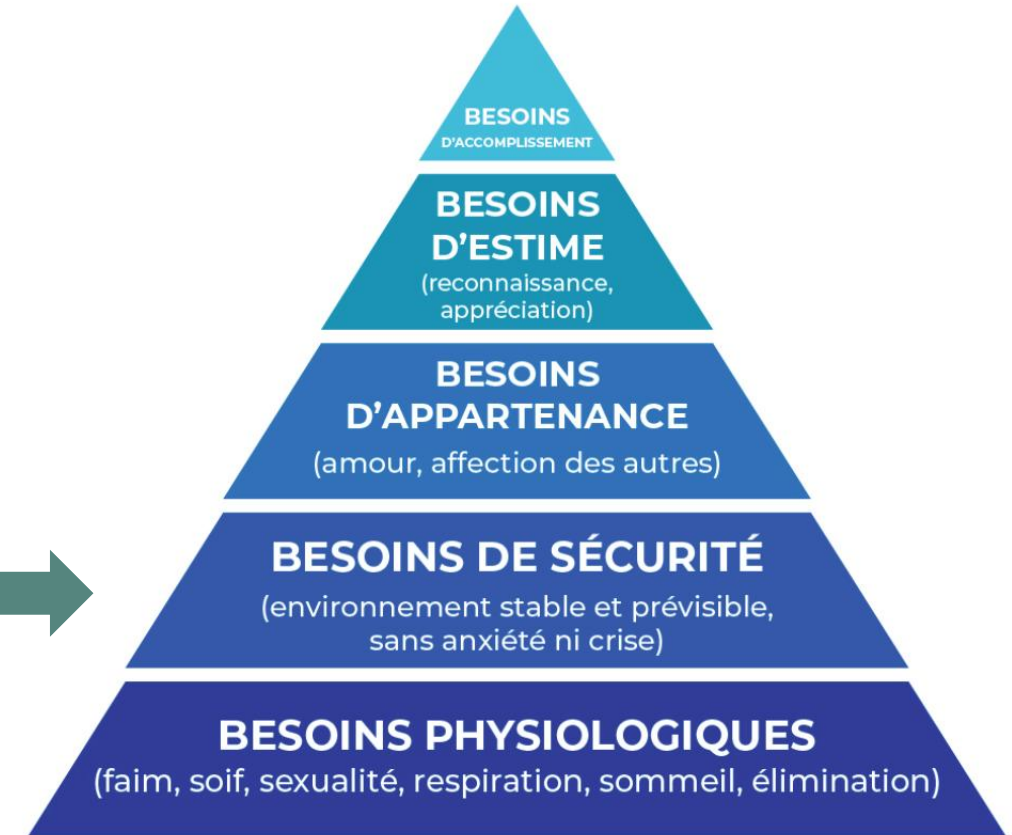 BESOINS
D'ACCOMPLISSEMENT
BESOINS
D’ESTIME
(reconnaissance,
appréciation)
BESOINS
D’APPARTENANCE
(amour, affection des autres)
BESOINS DE SÉCURITÉ
(environnement stable et prévisible,
sans anxiété ni crise)
BESOINS PHYSIOLOGIQUES
(faim, soif, sexualité, respiration, sommeil, élimination)